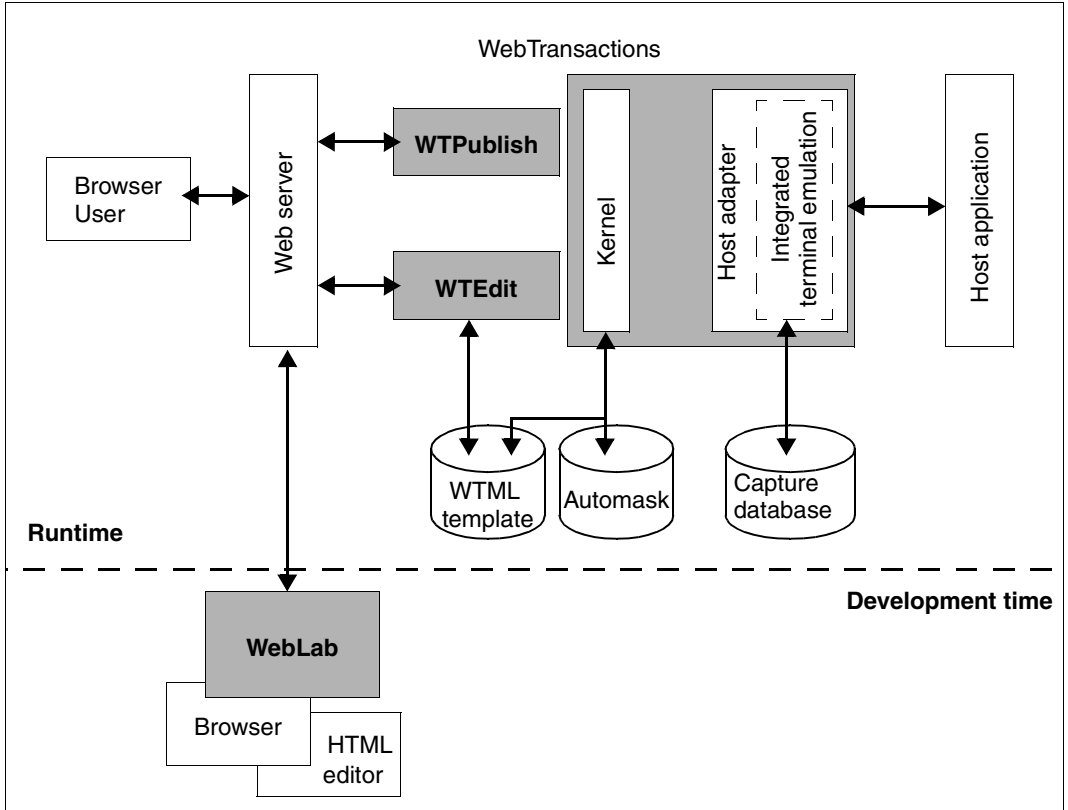 WebTransactions
Browser
User
Web server
WTPublish
WTEdit
Kernel
Host adapter
Integrated
terminal emulation
Host application
WTML
template
Automask
Capture
database
Runtime
Development time
WebLab
Browser
HTML
editor